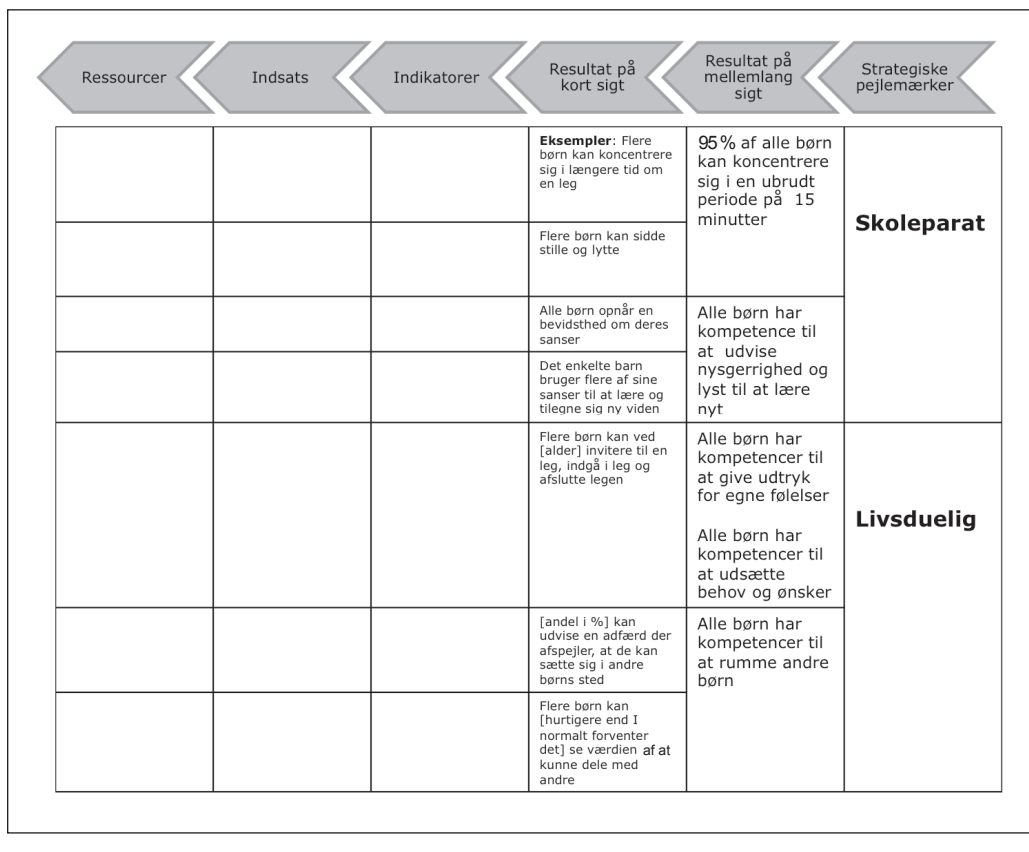 Ressourcer
Indsats
Indikatorer
Resultat på
kort sigt
Resultat på
mellemlang
sigt
Strategiske
pejlemærker
Eksempler: Flere
børn kan koncentrere
sig i længere tid om
en leg
95% af alle børn
kan koncentrere
sig i en ubrudt
periode på 15
minutter
Skoleparat
Flere børn kan sidde
stille og lytte
Alle børn opnår en
bevidsthed om deres
sanser
Alle børn har
kompetence til
at udvise
nysgerrighed og
lyst til at lære
nyt
Det enkelte barn
bruger flere af sine
sanser til at lære og
tilegne sig ny viden
Flere børn kan ved
[alder] invitere til en
leg, indgå i leg og
afslutte legen
Alle børn har
kompetencer til
at give udtryk
for egne følelser
Alle børn har
kompetencer til
at udsætte
behov og ønsker
Livsduelig
[andel i %] kan
udvise en adfærd der
afspejler, at de kan
sætte sig i andre
børns sted
Alle børn har
kompetencer til
at rumme andre
børn
Flere børn kan
[hurtigere end I
normalt forventer
det] se værdien af at
kunne dele med
andre